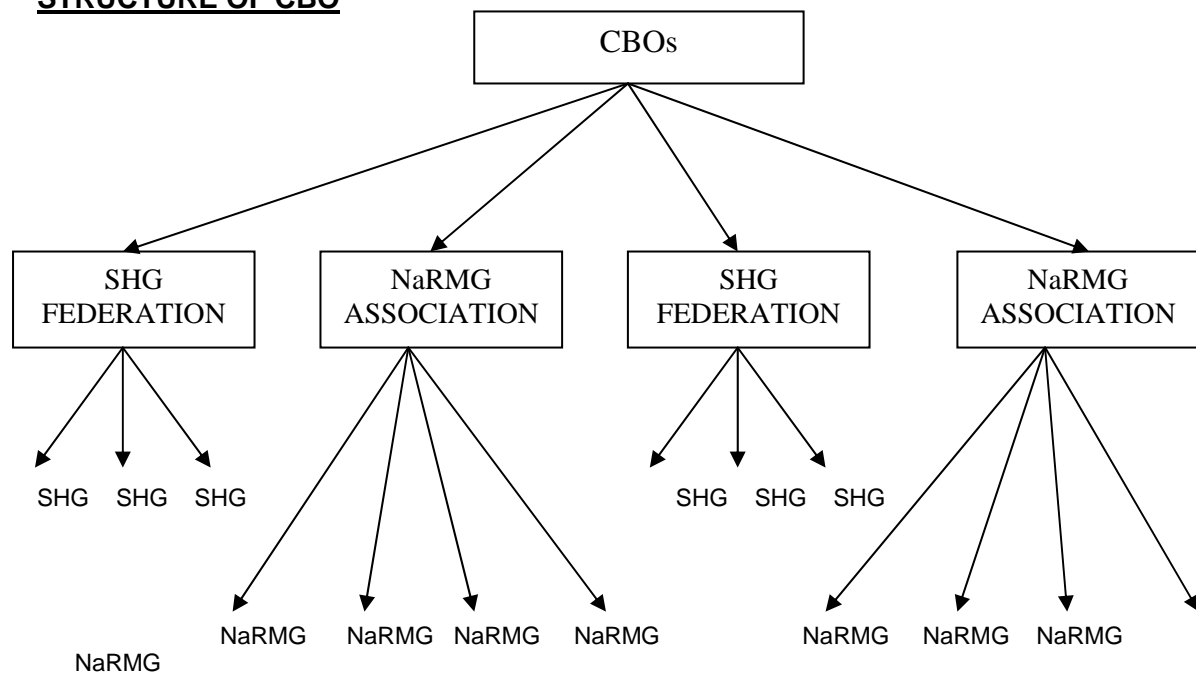 STRUCTURE OF CBO
CBOs
SHG
FEDERATION
NaRMG
ASSOCIATION
SHG
FEDERATION
NaRMG
ASSOCIATION
SHG SHG SHG
SHG SHG SHG
NaRMG NaRMG NaRMG NaRMG
NaRMG NaRMG NaRMG
NaRMG